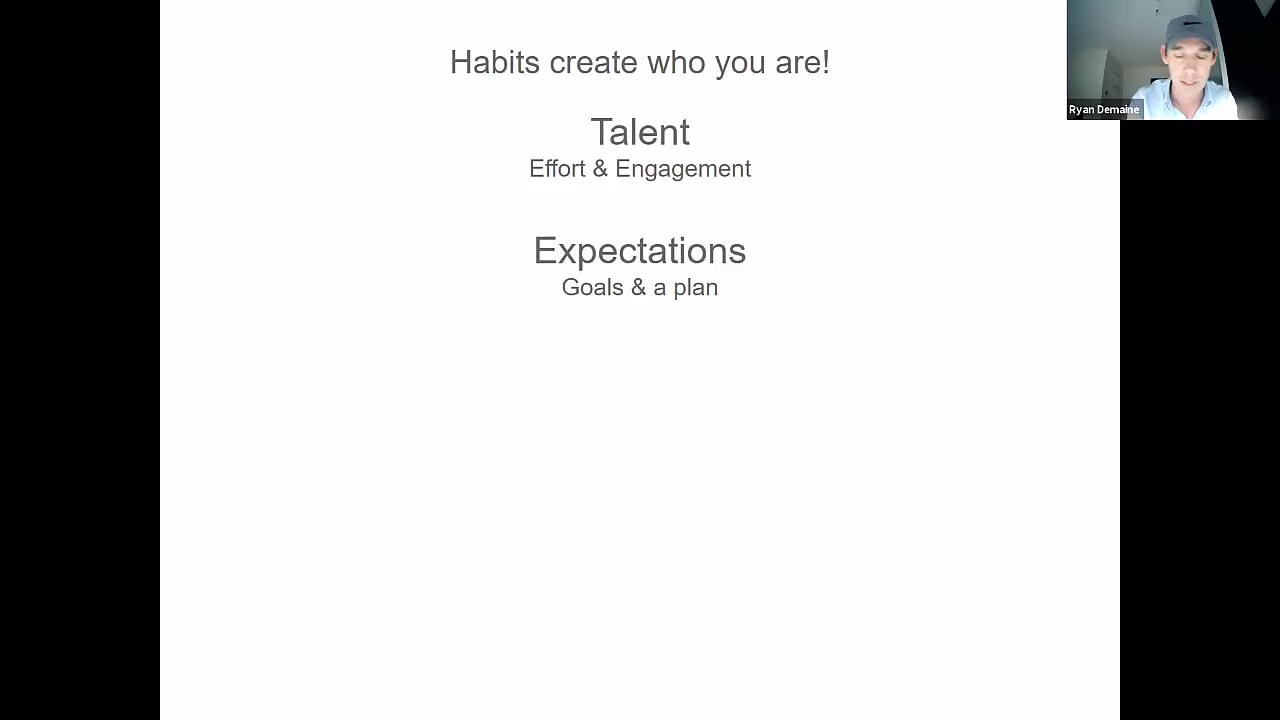 Habits create who you are!
Talent
Effort & Engagement
Expectations
Goals & a plan
Ryan Demaine